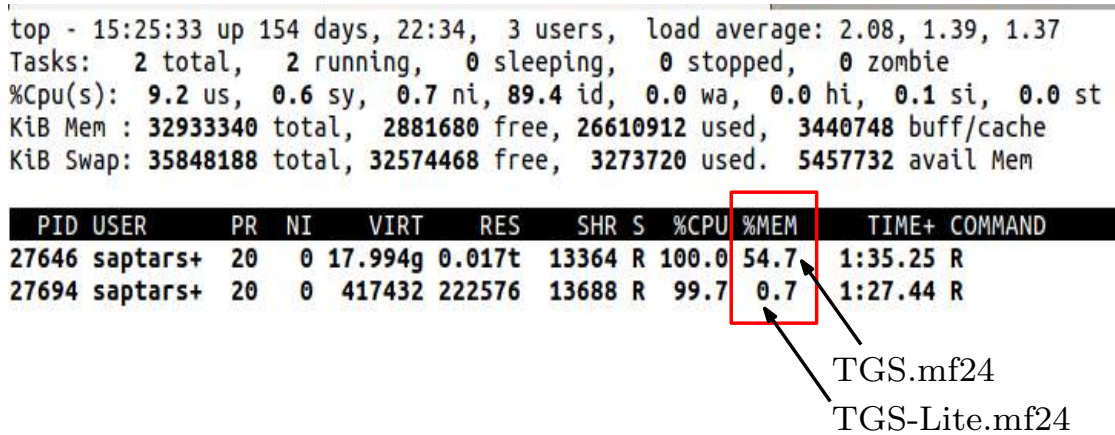 top - 15:25:33 up 154 days, 22:34, 3 users, load average: 2.08, 1.39, 1.37
Tasks: 2 total, 2 running, 0 sleeping, 0 stopped, 0 zombie
%Cpu(s): 9.2 us, 0.6 sy, 0.7 ni, 89.4 id, 0.0 wa, 0.0 hi, 0.1 si, 0.0 st
KiB Mem : 32933340 total, 2881680 free, 26610912 used, 3440748 buff/cache
KiB Swap: 35848188 total, 32574468 free, 3273720 used. 5457732 avail Mem
PID USER PR NI VIRT RES SHR S %CPU %MEM TIME+ COMMAND
27646 saptars+ 20 0 17.994g 0.017t 13364 R 100.0 54.7 1:35.25 R
27694 saptars+ 20 0 417432 222576 13688 R 99.7 0.7 1:27.44 R
TGS.mf24
TGS-Lite.mf24